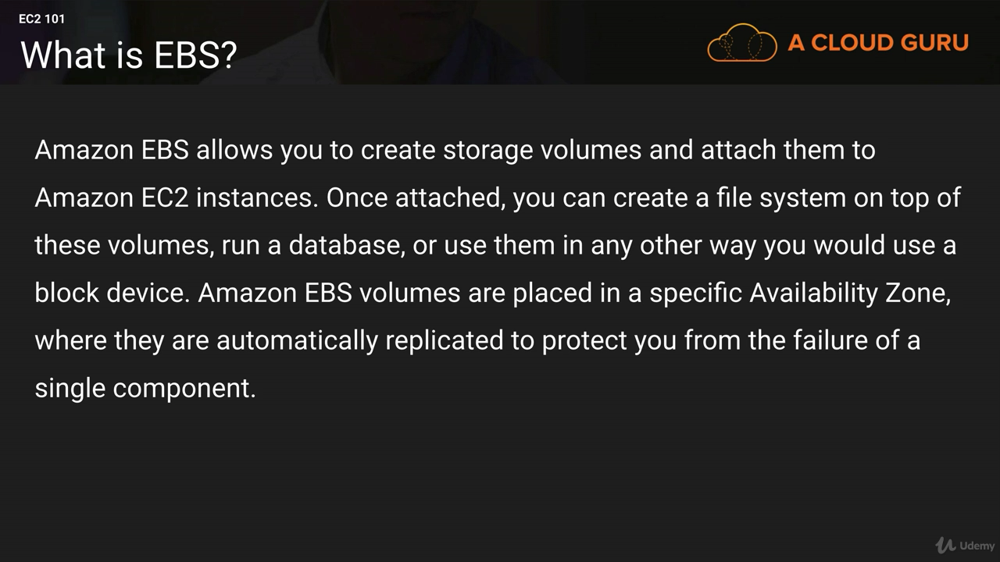 EC2 101
What is EBS?
A CLOUD GURU
Amazon EBS allows you to create storage volumes and attach them to
Amazon EC2 instances. Once attached, you can create a file system on top of
these volumes, run a database, or use them in any other way you would use a
block device. Amazon EBS volumes are placed in a specific Availability Zone,
where they are automatically replicated to protect you from the failure of a
single component.
Udemy